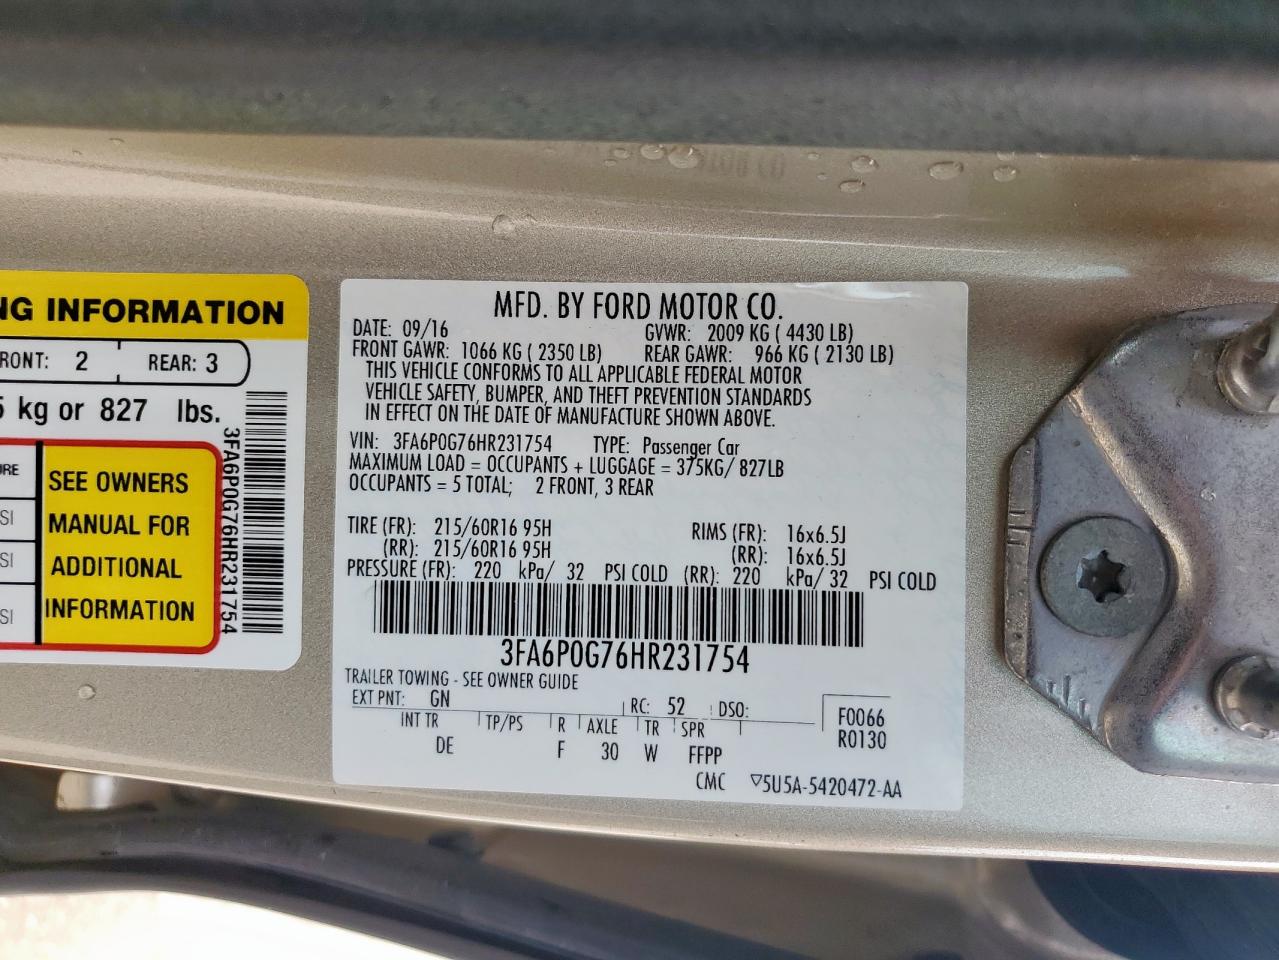 NG INFORMATION
FRONT: 2 REAR: 3
5 kg or 827 lbs.
SEE OWNERS
MANUAL FOR
ADDITIONAL
INFORMATION
3FA6P0G76HR231754
MFD. BY FORD MOTOR CO.
DATE: 09/16 GVWR: 2009 KG ( 4430 LB)
FRONT GAWR: 1066 KG ( 2350 LB) REAR GAWR: 966 KG ( 2130 LB)
THIS VEHICLE CONFORMS TO ALL APPLICABLE FEDERAL MOTOR
VEHICLE SAFETY, BUMPER, AND THEFT PREVENTION STANDARDS
IN EFFECT ON THE DATE OF MANUFACTURE SHOWN ABOVE.
VIN: 3FA6P0G76HR231754 TYPE: Passenger Car
MAXIMUM LOAD = OCCUPANTS + LUGGAGE = 375KG/ 827LB
OCCUPANTS = 5 TOTAL; 2 FRONT, 3 REAR
TIRE (FR): 215/60R16 95H RIMS (FR): 16x6.5J
(RR): 215/60R16 95H (RR): 16x6.5J
PRESSURE (FR): 220 kPa/ 32 PSI COLD (RR): 220 kPa/ 32 PSI COLD
3FA6P0G76HR231754
TRAILER TOWING - SEE OWNER GUIDE
EXT PNT: GN RC: 52 DSO:
INT TR TP/PS R AXLE TR SPR
DE F 30 W FFPP
F0066
R0130
CMC ▽5U5A-5420472-AA